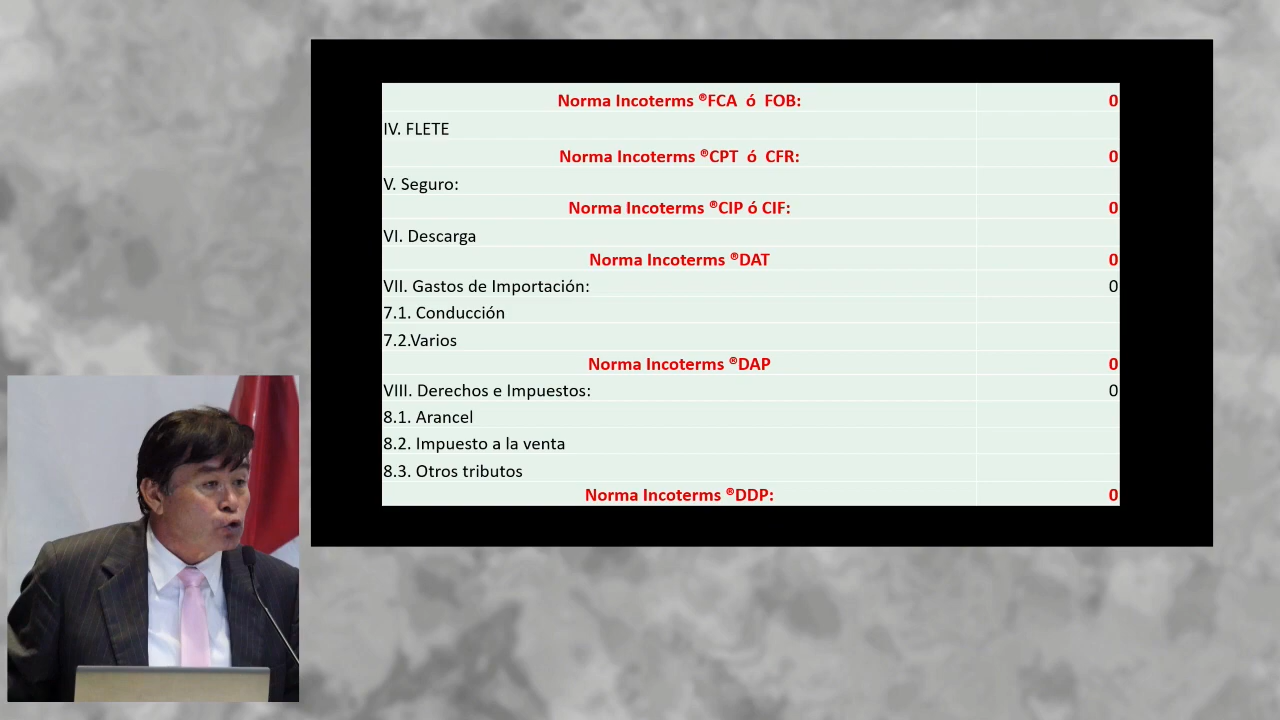 Norma Incoterms ®FCA ó FOB: 0
IV. FLETE
Norma Incoterms ®CPT ó CFR: 0
V. Seguro:
Norma Incoterms ®CIP ó CIF: 0
VI. Descarga
Norma Incoterms ®DAT 0
VII. Gastos de Importación: 0
7.1. Conducción
7.2.Varios
Norma Incoterms ®DAP 0
VIII. Derechos e Impuestos: 0
8.1. Arancel
8.2. Impuesto a la venta
8.3. Otros tributos
Norma Incoterms ®DDP: 0